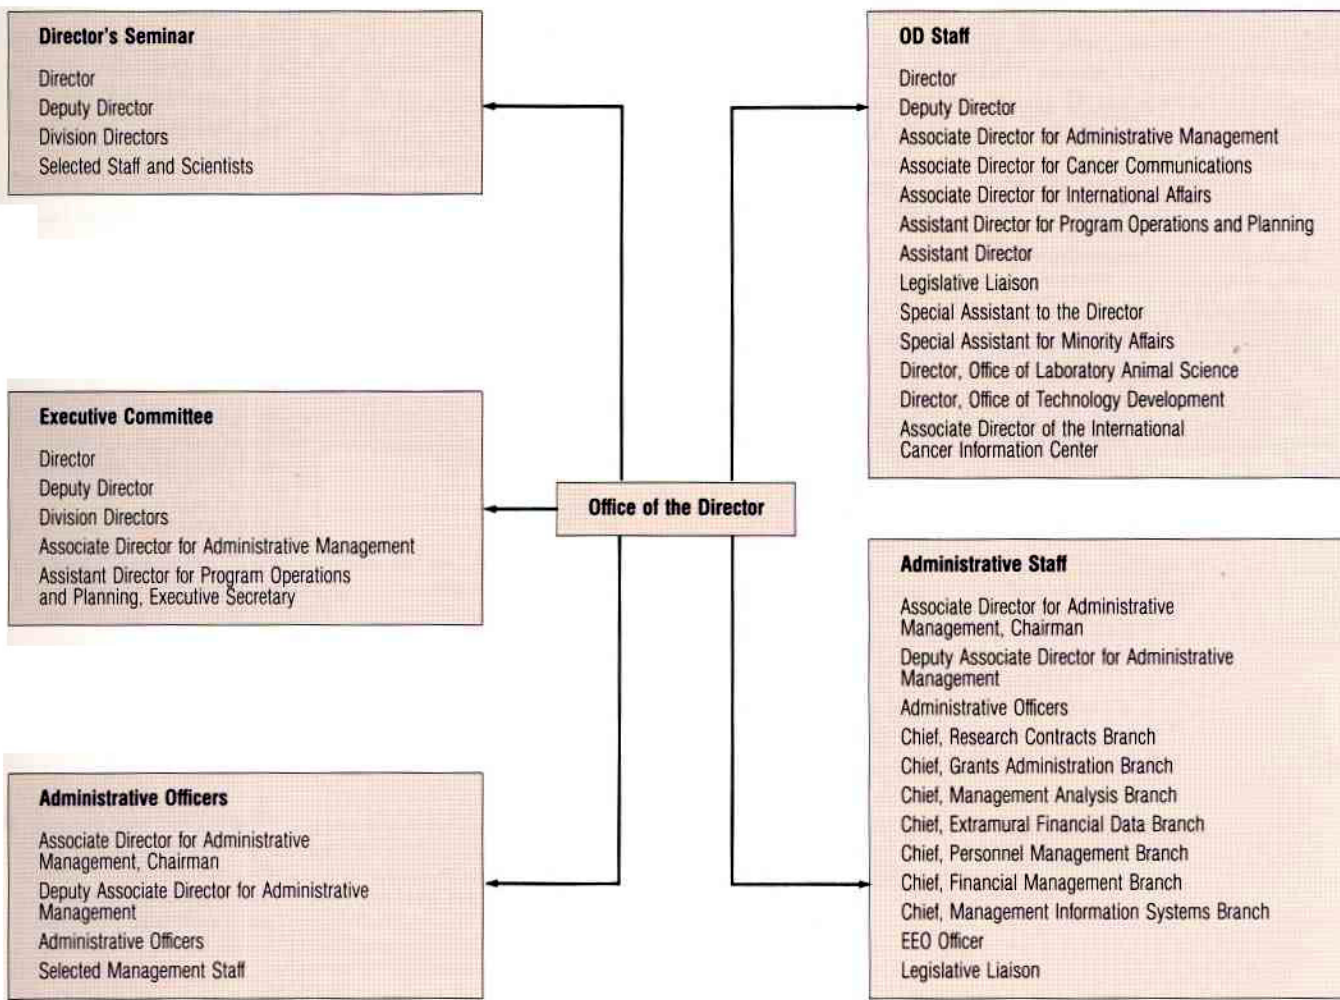 Director's Seminar
Director
Deputy Director
Division Directors
Selected Staff and Scientists
Executive Committee
Director
Deputy Director
Division Directors
Associate Director for Administrative Management
Assistant Director for Program Operations
and Planning, Executive Secretary
Administrative Officers
Associate Director for Administrative
Management, Chairman
Deputy Associate Director for Administrative
Management
Administrative Officers
Selected Management Staff
Office of the Director
OD Staff
Director
Deputy Director
Associate Director for Administrative Management
Associate Director for Cancer Communications
Associate Director for International Affairs
Assistant Director for Program Operations and Planning
Assistant Director
Legislative Liaison
Special Assistant to the Director
Special Assistant for Minority Affairs
Director, Office of Laboratory Animal Science
Director, Office of Technology Development
Associate Director of the International
Cancer Information Center
Administrative Staff
Associate Director for Administrative
Management, Chairman
Deputy Associate Director for Administrative
Management
Administrative Officers
Chief, Research Contracts Branch
Chief, Grants Administration Branch
Chief, Management Analysis Branch
Chief, Extramural Financial Data Branch
Chief, Personnel Management Branch
Chief, Financial Management Branch
Chief, Management Information Systems Branch
EEO Officer
Legislative Liaison